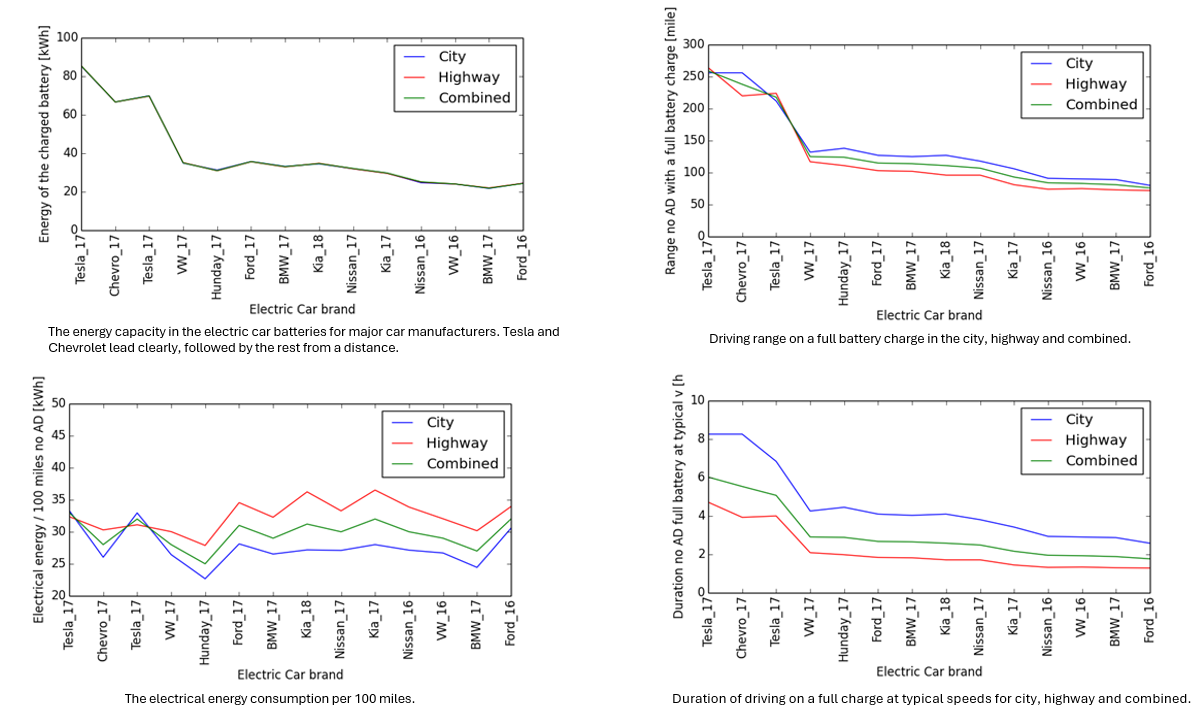 Energy of the charged battery [kWh]
100
80
60
40
20
0
City
Highway
Combined
Tesla_17
Chevro_17
Tesla_17
VW_17
Hunday_17
Ford_17
BMW_17
Kia_18
Nissan_17
Kia_17
Nissan_16
VW_16
BMW_17
Ford_16
Electric Car brand
The energy capacity in the electric car batteries for major car manufacturers. Tesla and
Chevrolet lead clearly, followed by the rest from a distance.
Range no AD with a full battery charge [mile]
300
250
200
150
100
50
0
City
Highway
Combined
Tesla_17
Chevro_17
Tesla_17
VW_17
Hunday_17
Ford_17
BMW_17
Kia_18
Nissan_17
Kia_17
Nissan_16
VW_16
BMW_17
Ford_16
Electric Car brand
Driving range on a full battery charge in the city, highway and combined.
Electrical energy / 100 miles no AD [kWh]
50
45
40
35
30
25
20
City
Highway
Combined
Tesla_17
Chevro_17
Tesla_17
VW_17
Hunday_17
Ford_17
BMW_17
Kia_18
Nissan_17
Kia_17
Nissan_16
VW_16
BMW_17
Ford_16
Electric Car brand
The electrical energy consumption per 100 miles.
Duration no AD full battery at typical v [h
10
8
6
4
2
0
City
Highway
Combined
Tesla_17
Chevro_17
Tesla_17
VW_17
Hunday_17
Ford_17
BMW_17
Kia_18
Nissan_17
Kia_17
Nissan_16
VW_16
BMW_17
Ford_16
Electric Car brand
Duration of driving on a full charge at typical speeds for city, highway and combined.